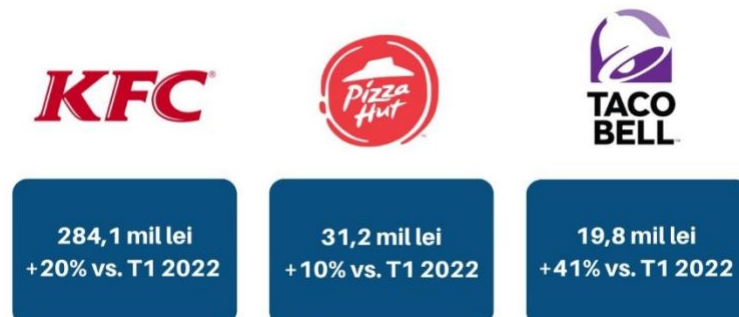 KFC®
Pizza
Hut
TACO
BELL
284,1 mil lei
+20% vs. T1 2022
31,2 mil lei
+10% vs. T1 2022
19,8 mil lei
+41% vs. T1 2022